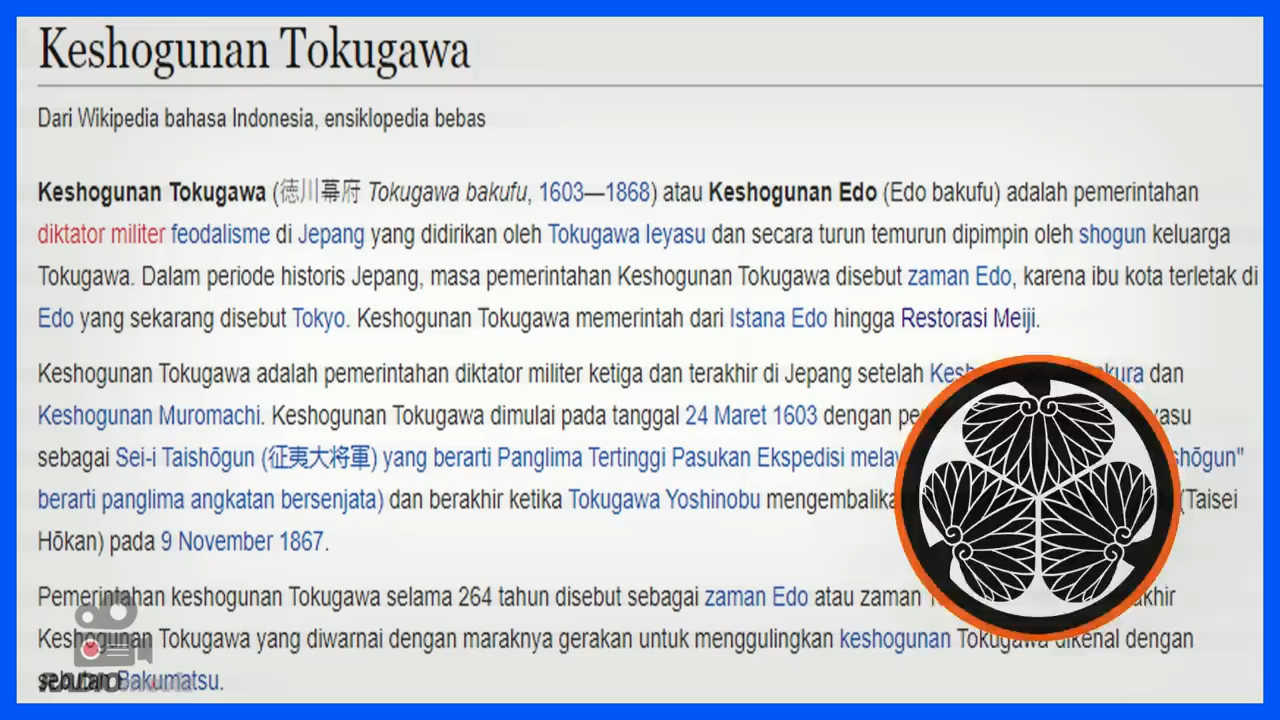 Keshogunan Tokugawa
Dari Wikipedia bahasa Indonesia, ensiklopedia bebas
Keshogunan Tokugawa (徳川幕府 Tokugawa bakufu, 1603—1868) atau Keshogunan Edo (Edo bakufu) adalah pemerintahan
diktator militer feodalisme di Jepang yang didirikan oleh Tokugawa Ieyasu dan secara turun temurun dipimpin oleh shogun keluarga
Tokugawa. Dalam periode historis Jepang, masa pemerintahan Keshogunan Tokugawa disebut zaman Edo, karena ibu kota terletak di
Edo yang sekarang disebut Tokyo. Keshogunan Tokugawa memerintah dari Istana Edo hingga Restorasi Meiji.
Keshogunan Tokugawa adalah pemerintahan diktator militer ketiga dan terakhir di Jepang setelah dan
Keshogunan Muromachi. Keshogunan Tokugawa dimulai pada tanggal 24 Maret 1603 dengan
sebagai Sei-i Taishōgun (征夷大将軍) yang berarti Panglima Tertinggi Pasukan Ekspedisi shōgun"
berarti panglima angkatan bersenjata) dan berakhir ketika Tokugawa Yoshinobu (Taisei
Hōkan) pada 9 November 1867.
Pemerintahan keshogunan Tokugawa selama 264 tahun disebut sebagai zaman Edo atau zaman
Keshogunan Tokugawa yang diwarnai dengan maraknya gerakan untuk menggulingkan keshogunan Tokugawa dikenal dengan
sebutan Bakumatsu.